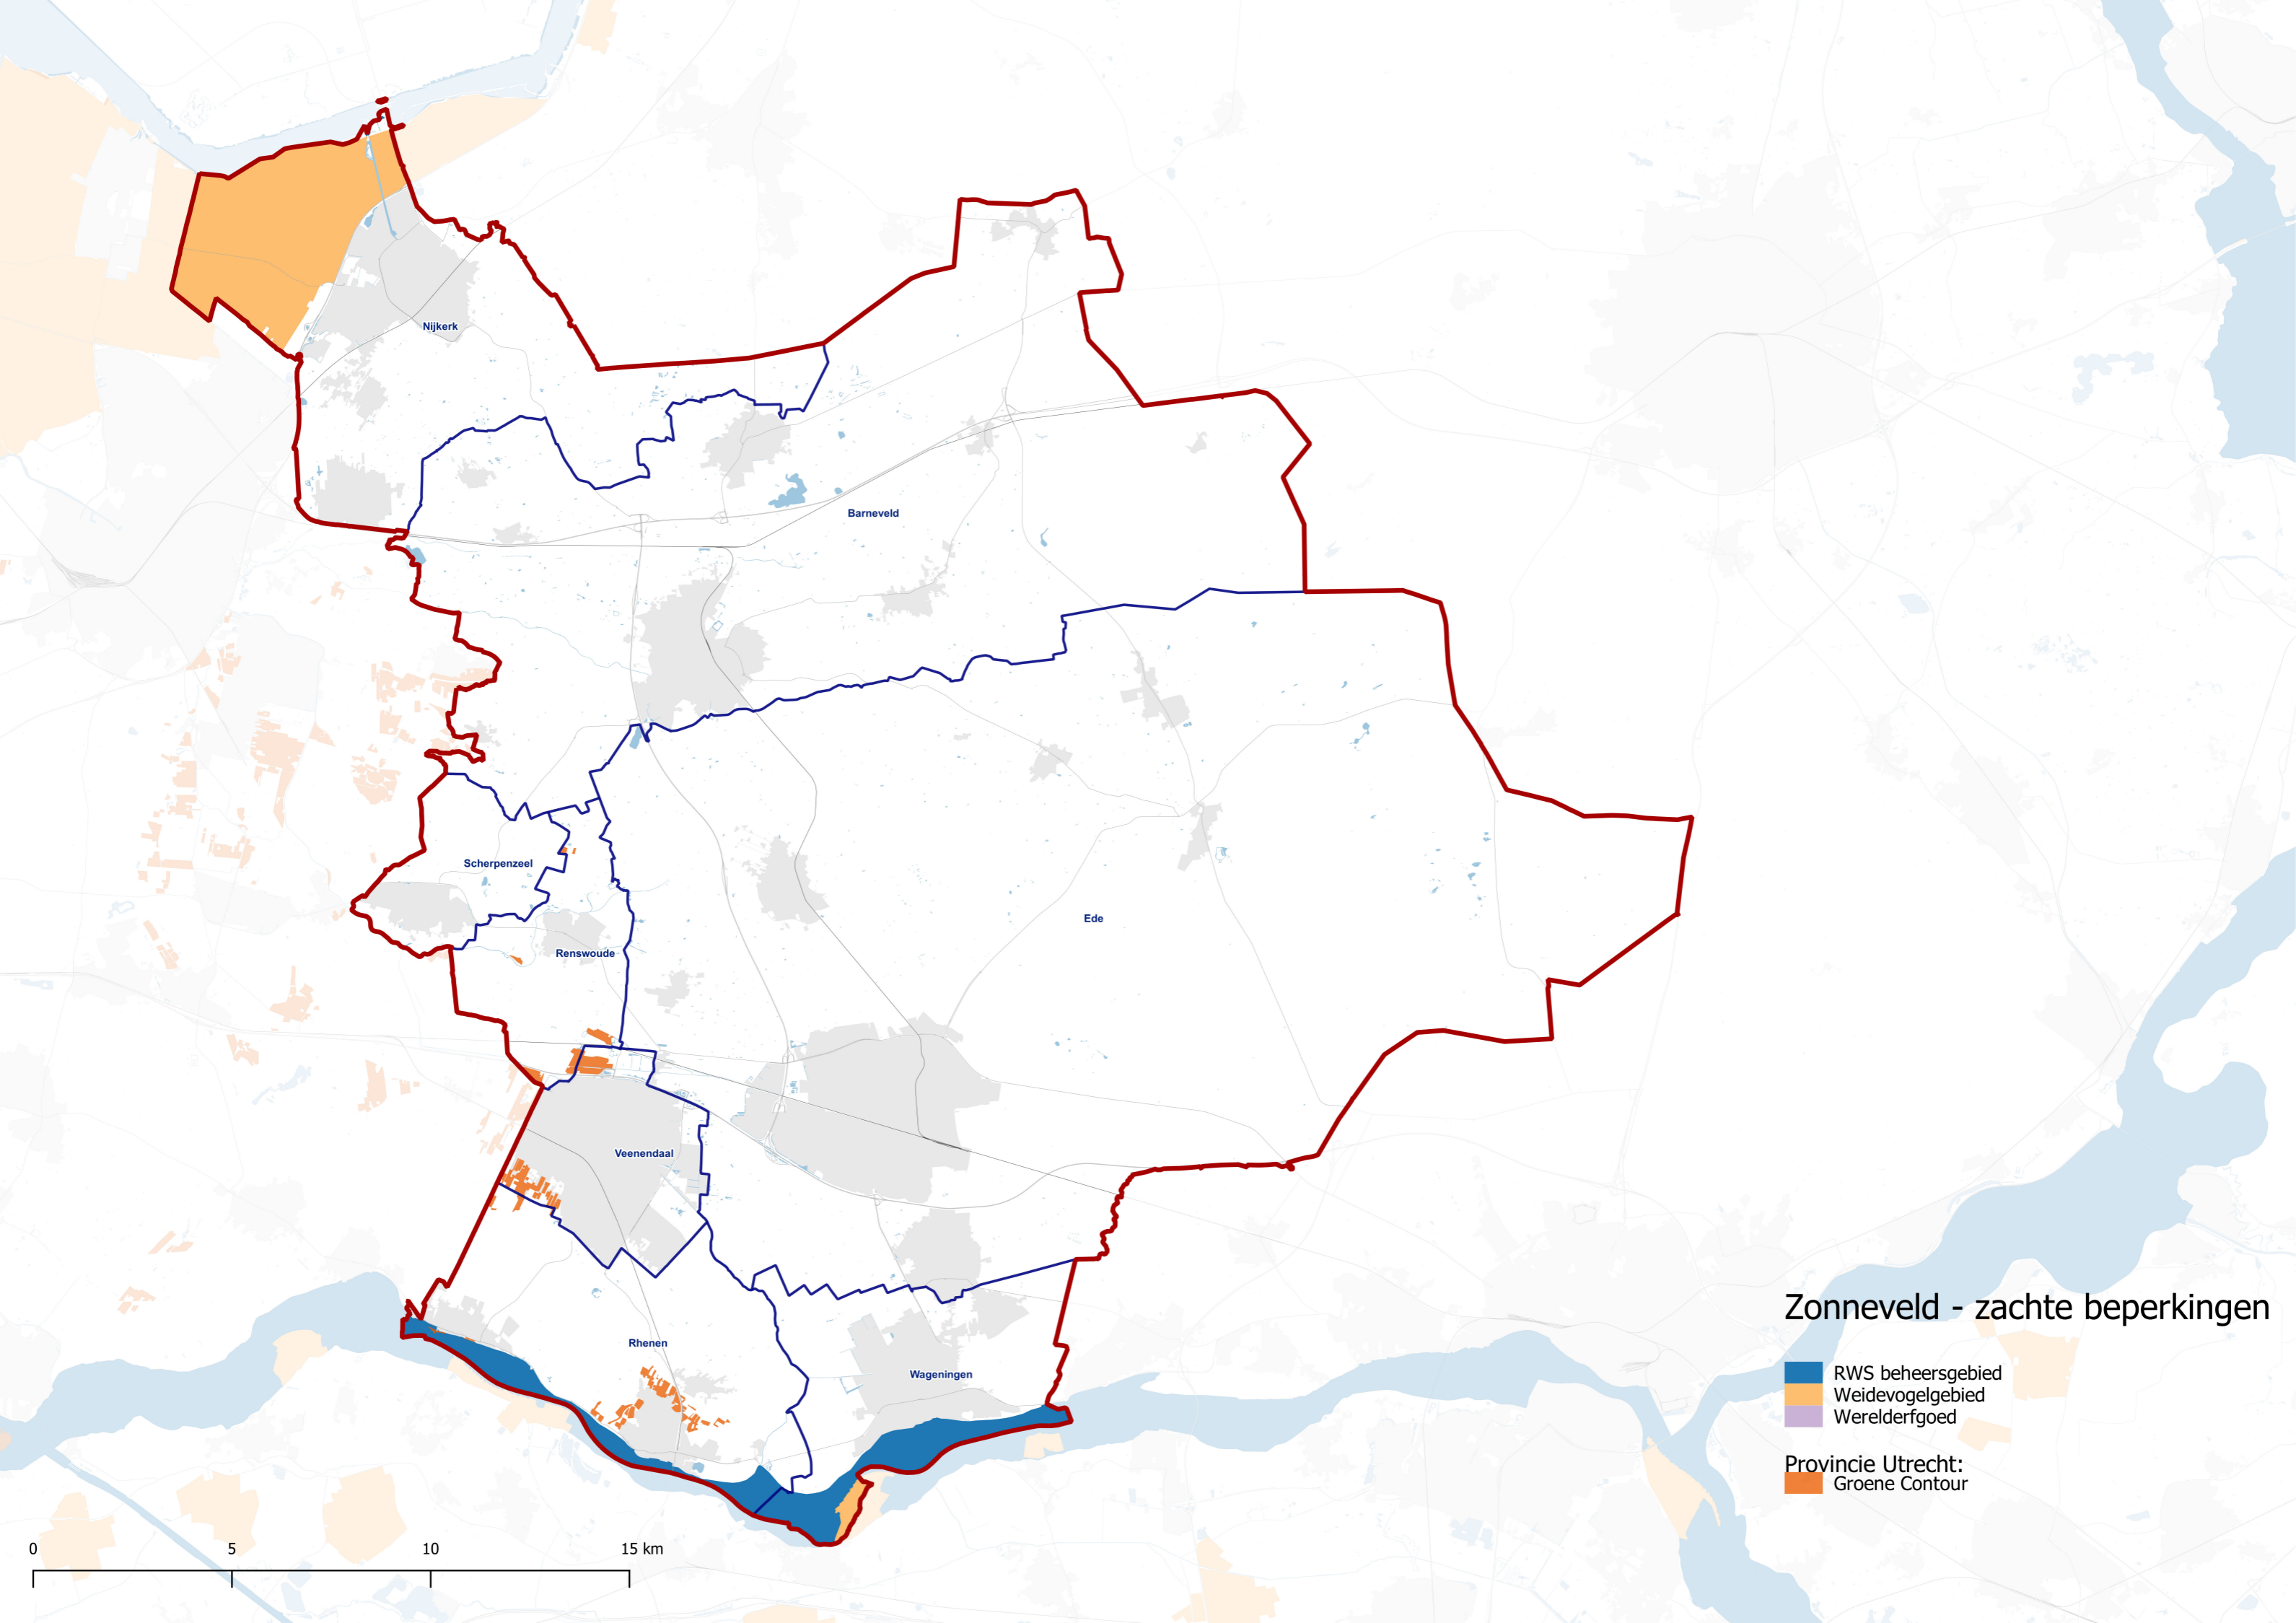 Nijkerk
Barneveld
Scherpenzeel
Ede
Renswoude
Veenendaal
Rhenen
Wageningen
Zonneveld - zachte beperkingen
RWS beheersgebied
Weidevogelgebied
Werelderfgoed
Provincie Utrecht:
Groene Contour
0 5 10 15 km